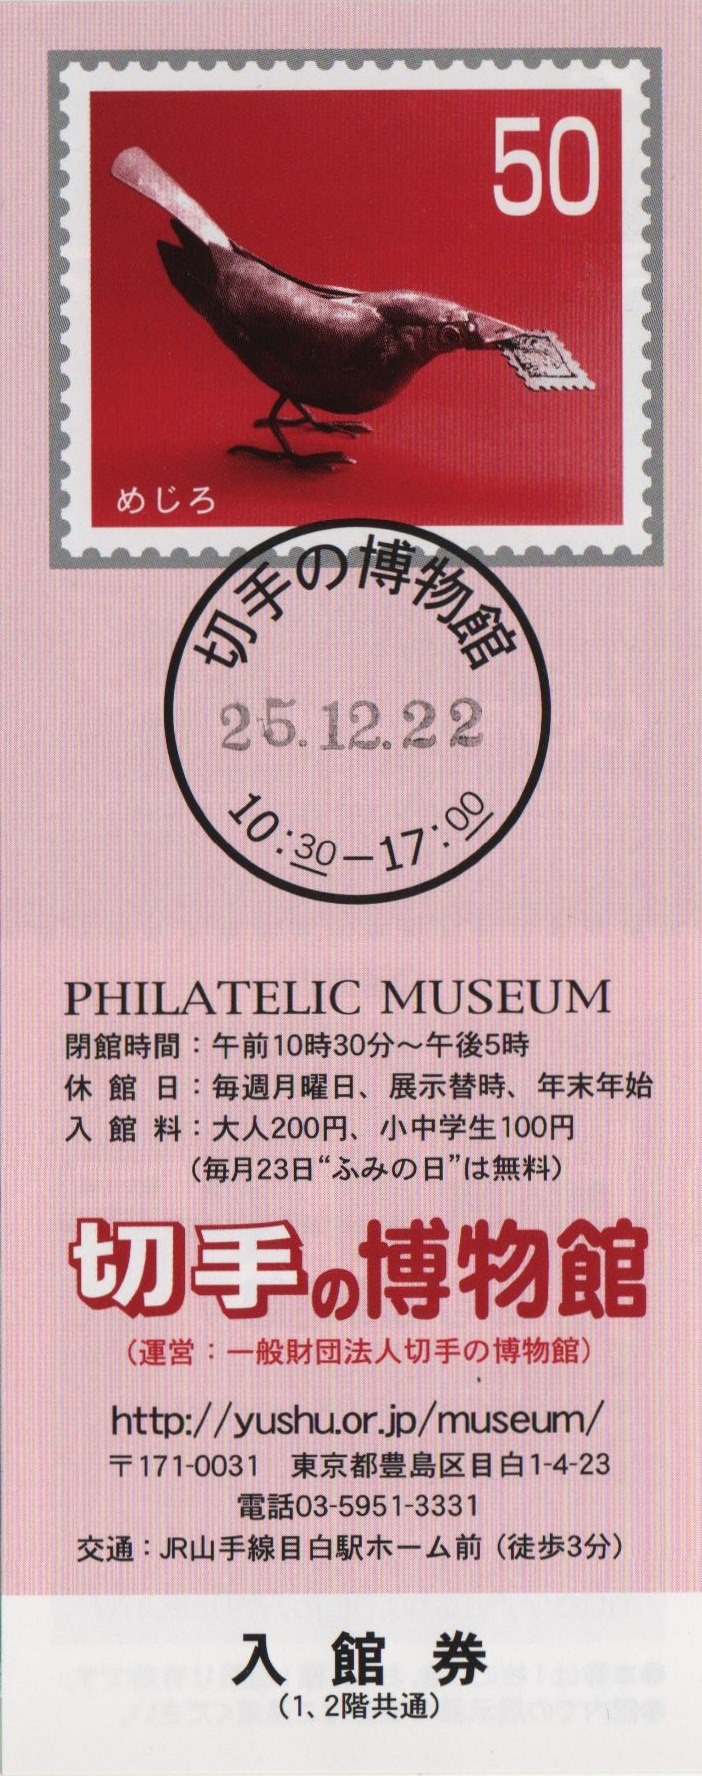 50
めじろ
切手の博物館
25.12.22
10:30–17:00
PHILATELIC MUSEUM
開館時間：午前10時30分～午後5時
休館日：毎週月曜日、展示替時、年末年始
入館料：大人200円、小中学生100円
（毎月23日“ふみの日”は無料）
切手の博物館
（運営：一般財団法人切手の博物館）
http://yushu.or.jp/museum/
〒171-0031 東京都豊島区目白1-4-23
電話03-5951-3331
交通：JR山手線目白駅ホーム前（徒歩3分）
入館券
（1、2階共通）